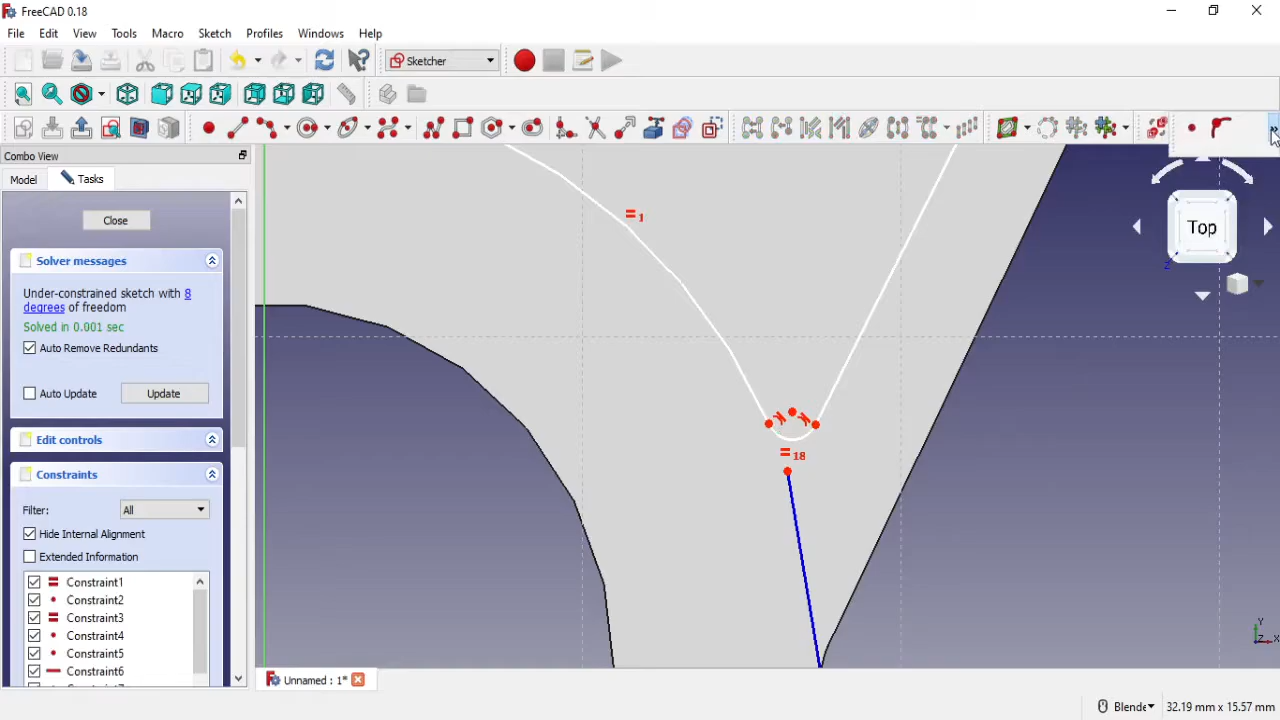 FreeCAD 0.18
File Edit View Tools Macro Sketch Profiles Windows Help
Sketcher
Combo View
Model Tasks
Close
Solver messages
Under-constrained sketch with 8
degrees of freedom
Solved in 0.001 sec
Auto Remove Redundants
Auto Update Update
Edit controls
Constraints
Filter: All
Hide Internal Alignment
Extended Information
Constraint1
Constraint2
Constraint3
Constraint4
Constraint5
Constraint6
1
18
Top
Z
Y
Z X
Unnamed : 1*
Blende 32.19 mm x 15.57 mm